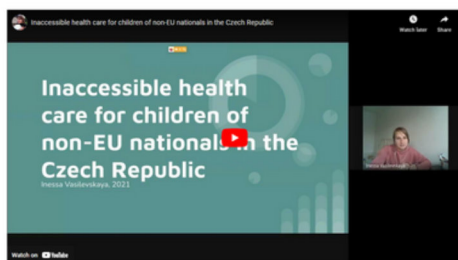 Inaccessible health care for children of non-EU nationals in the Czech Republic
Watch later
Share
Inaccessible health
care for children of
non-EU nationals in the
Czech Republic
Inessa Vasilevskaya, 2021
Watch on YouTube